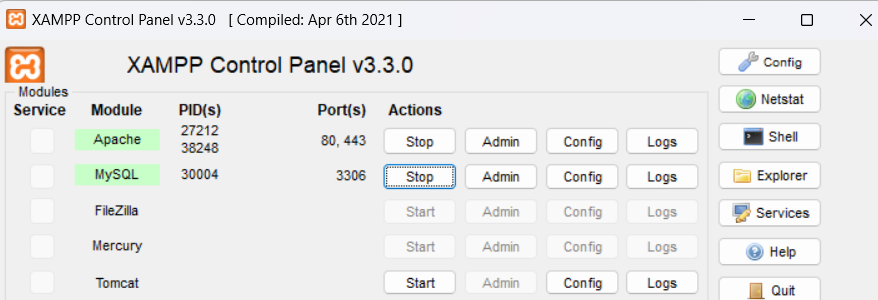 XAMPP Control Panel v3.3.0 [ Compiled: Apr 6th 2021 ]
XAMPP Control Panel v3.3.0
Config
Modules
Service Module PID(s) Port(s) Actions
Netstat
Apache 27212 38248 80, 443 Stop Admin Config Logs
Shell
MySQL 30004 3306 Stop Admin Config Logs
Explorer
FileZilla Start Admin Config Logs
Services
Mercury Start Admin Config Logs
Help
Tomcat Start Admin Config Logs
Quit